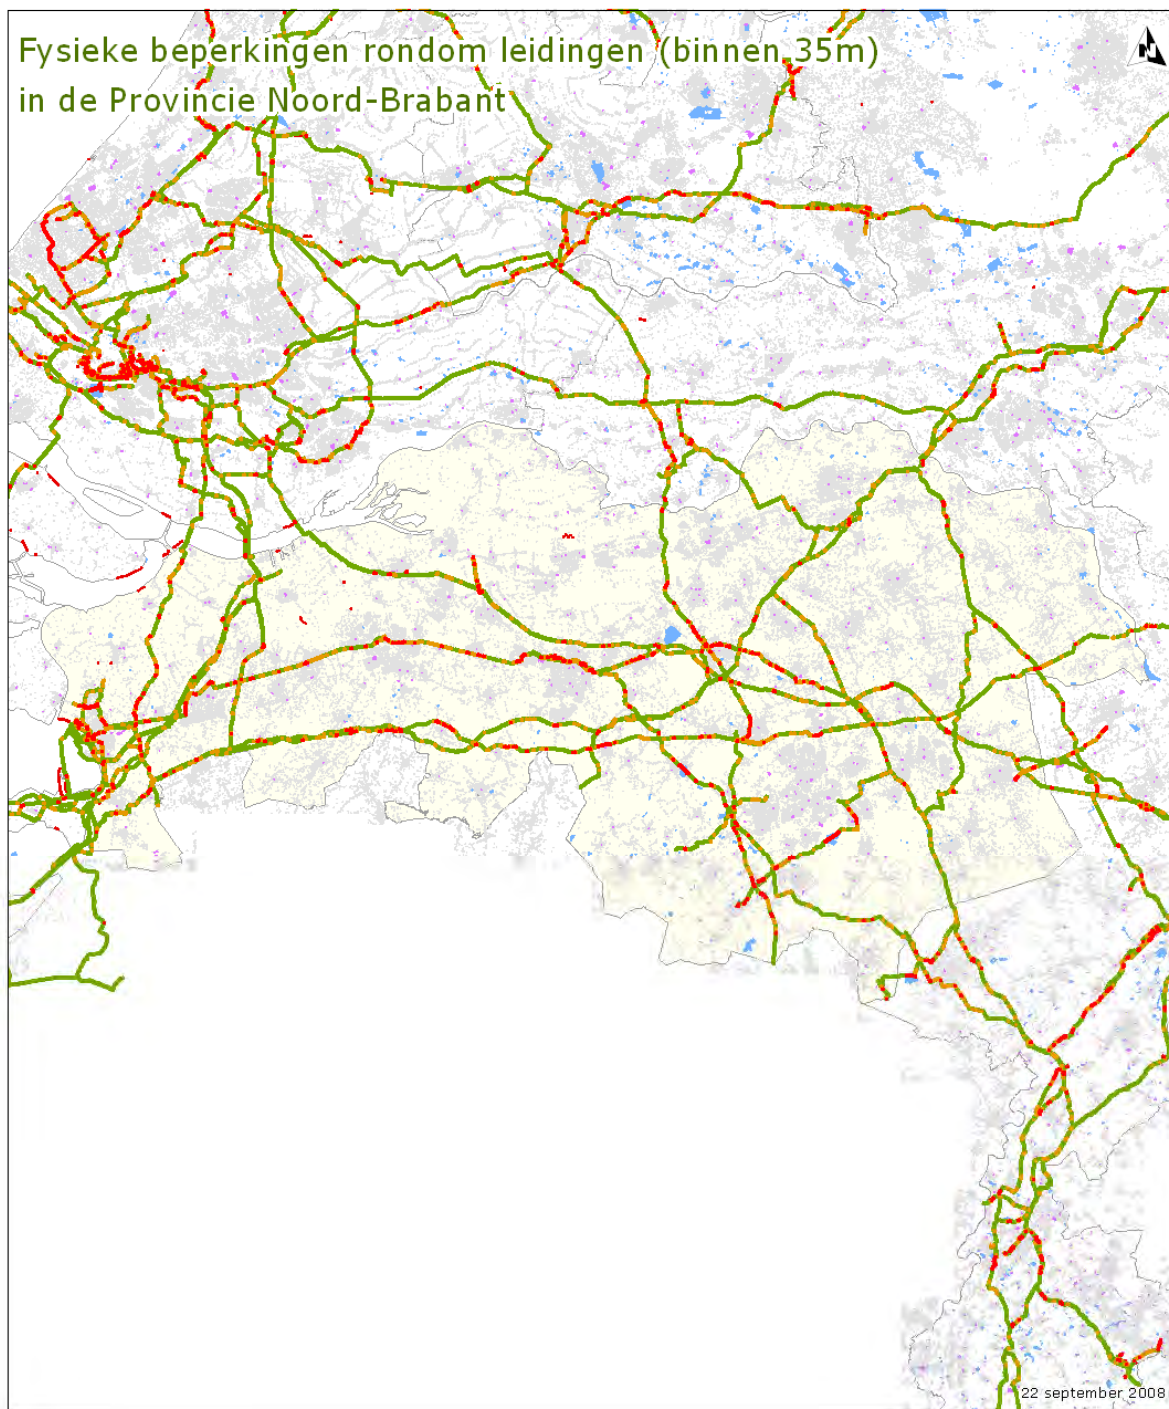 Fysieke beperkingen rondom leidingen (binnen 35m)
in de Provincie Noord-Brabant
N
22 september 2008